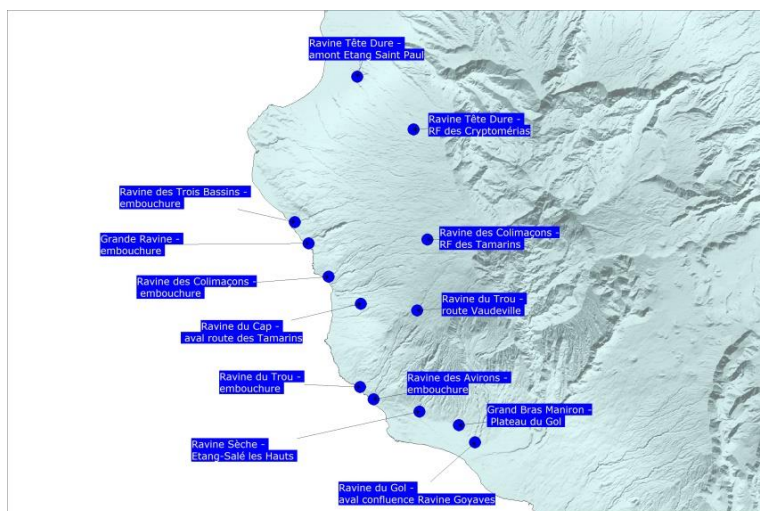 Ravine Tête Dure -
amont Etang Saint Paul
Ravine Tête Dure -
RF des Cryptomérias
Ravine des Trois Bassins -
embouchure
Grande Ravine -
embouchure
Ravine des Colimaçons -
RF des Tamarins
Ravine des Colimaçons -
embouchure
Ravine du Trou -
route Vaudeville
Ravine du Cap -
aval route des Tamarins
Ravine du Trou -
embouchure
Ravine des Avirons -
embouchure
Grand Bras Maniron -
Plateau du Gol
Ravine Sèche -
Etang-Salé les Hauts
Ravine du Gol -
aval confluence Ravine Goyaves